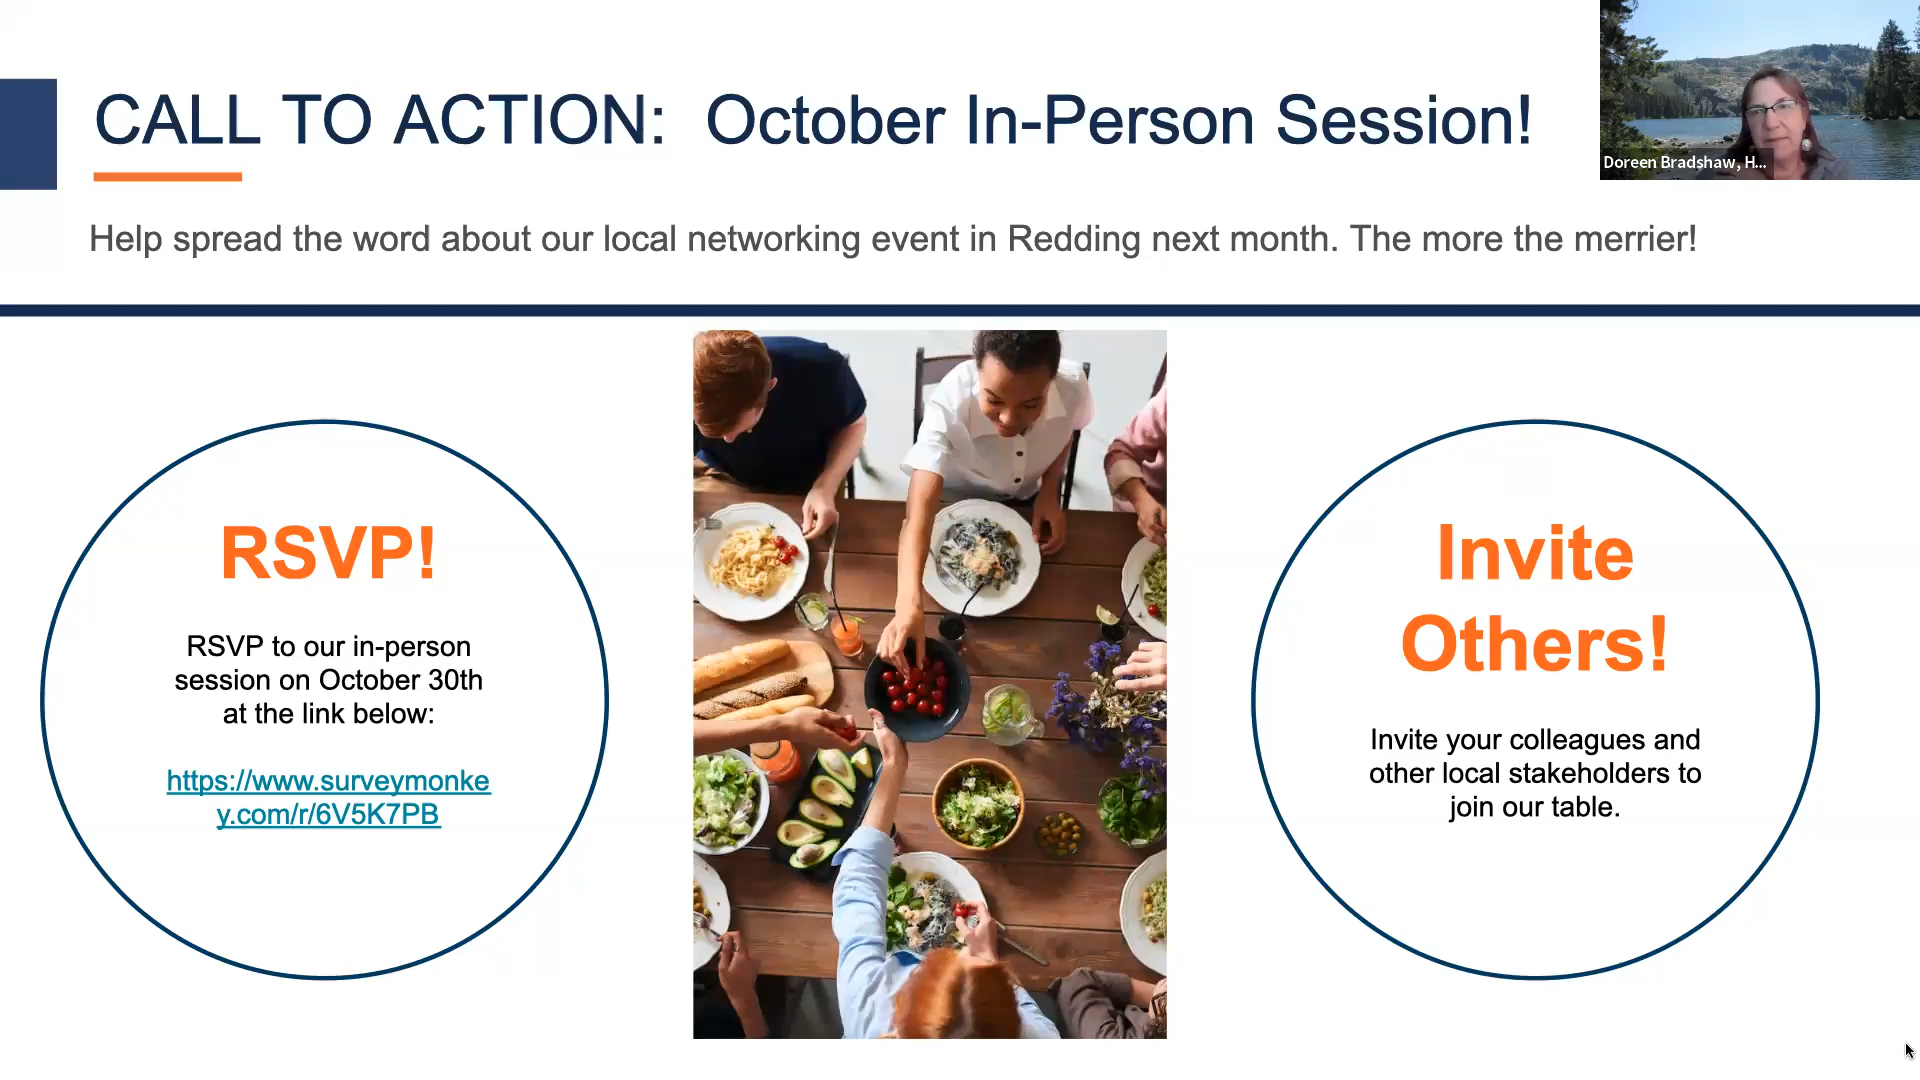 CALL TO ACTION: October In-Person Session!
Doreen Bradshaw, H...
Help spread the word about our local networking event in Redding next month. The more the merrier!
RSVP!
RSVP to our in-person
session on October 30th
at the link below:
https://www.surveymonke
y.com/r/6V5K7PB
Invite
Others!
Invite your colleagues and
other local stakeholders to
join our table.